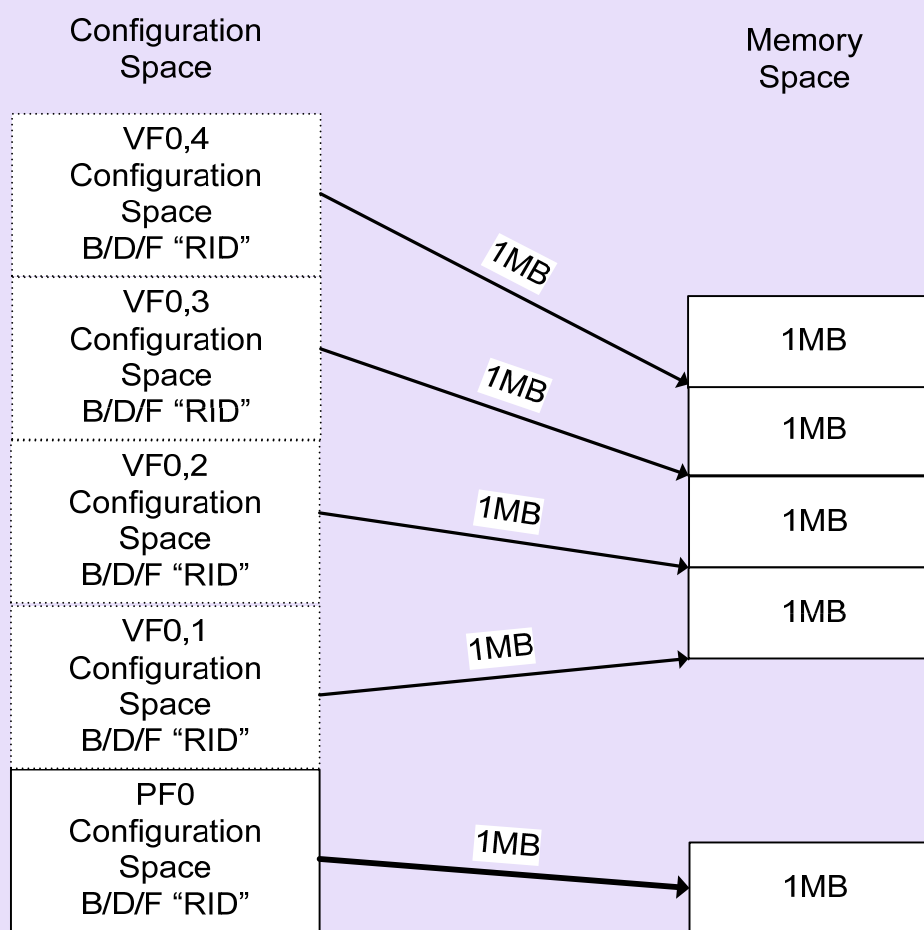 Configuration
Space
Memory
Space
VF0,4
Configuration
Space
B/D/F “RID”
1MB
VF0,3
Configuration
Space
B/D/F “RID”
1MB
1MB
1MB
VF0,2
Configuration
Space
B/D/F “RID”
1MB
1MB
VF0,1
Configuration
Space
B/D/F “RID”
1MB
1MB
PF0
Configuration
Space
B/D/F “RID”
1MB
1MB